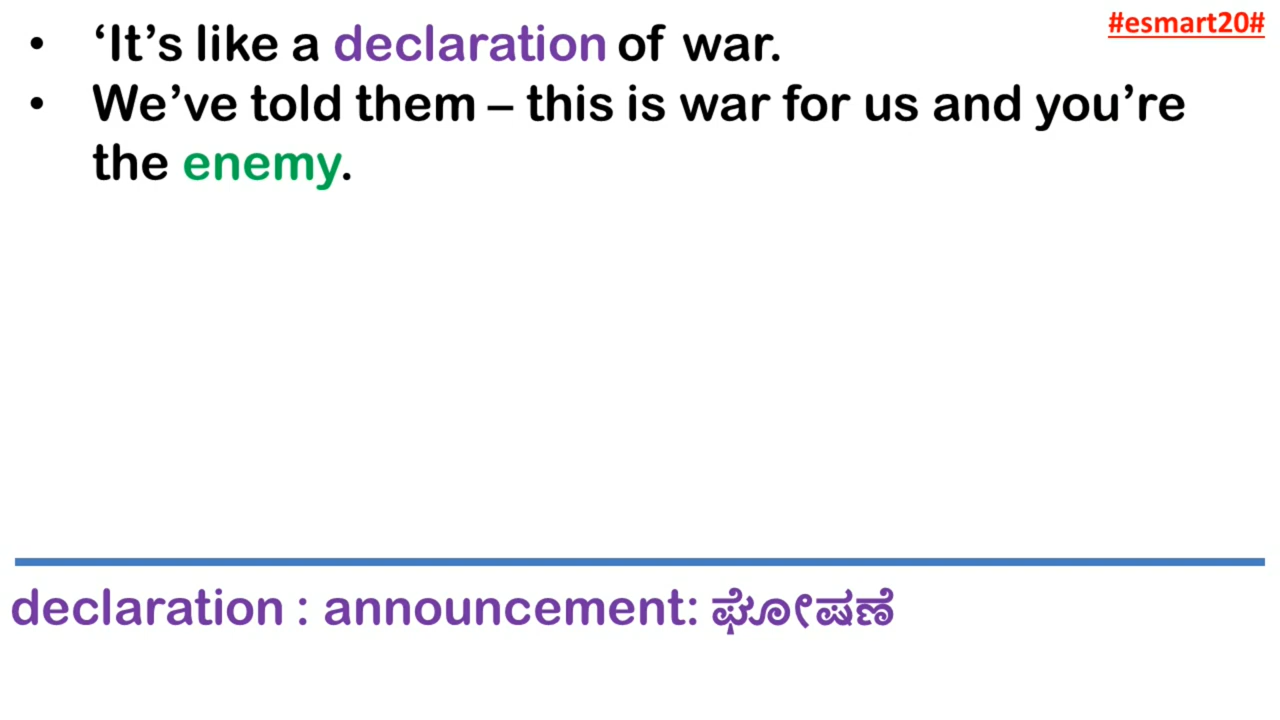 #esmart20#
• ‘It’s like a declaration of war.
• We’ve told them – this is war for us and you’re
the enemy.
declaration : announcement: ಘೋಷಣೆ